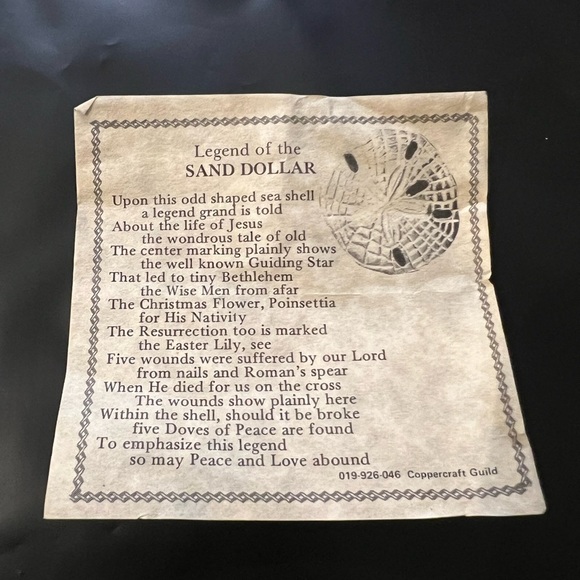 Legend of the
SAND DOLLAR
Upon this odd shaped sea shell
a legend grand is told
About the life of Jesus
the wondrous tale of old
The center marking plainly shows
the well known Guiding Star
That led to tiny Bethlehem
the Wise Men from afar
The Christmas Flower, Poinsettia
for His Nativity
The Resurrection too is marked
the Easter Lily, see
Five wounds were suffered by our Lord
from nails and Roman's spear
When He died for us on the cross
The wounds show plainly here
Within the shell, should it be broke
five Doves of Peace are found
To emphasize this legend
so may Peace and Love abound
019-926-046 Coppercraft Guild